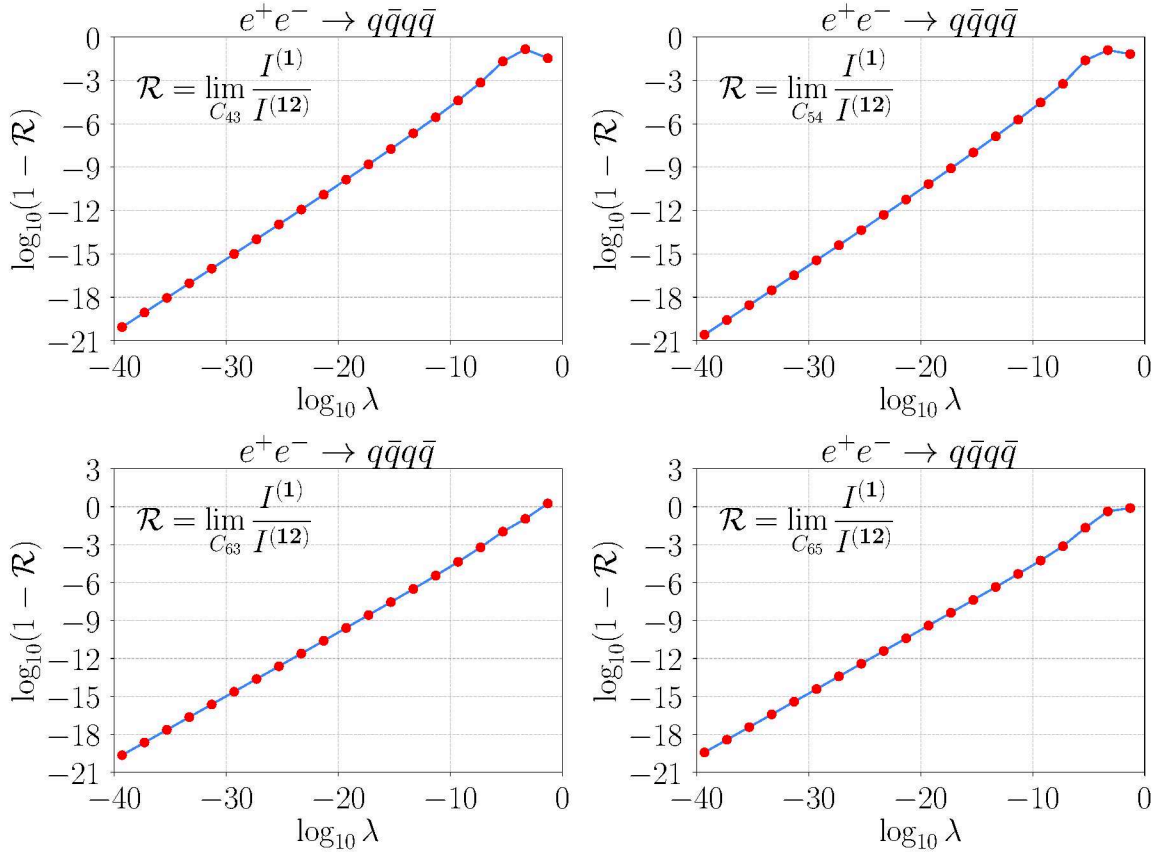 e⁺e⁻ → qq̄qq̄
e⁺e⁻ → qq̄qq̄
0
−3
−6
−9
−12
−15
−18
−21
log₁₀(1 − R)
R = lim_{C₄₃} I^{(1)}/I^{(12)}
−40 −30 −20 −10 0
log₁₀ λ
0
−3
−6
−9
−12
−15
−18
−21
log₁₀(1 − R)
R = lim_{C₅₄} I^{(1)}/I^{(12)}
−40 −30 −20 −10 0
log₁₀ λ
e⁺e⁻ → qq̄qq̄
e⁺e⁻ → qq̄qq̄
3
0
−3
−6
−9
−12
−15
−18
−21
log₁₀(1 − R)
R = lim_{C₆₃} I^{(1)}/I^{(12)}
−40 −30 −20 −10 0
log₁₀ λ
3
0
−3
−6
−9
−12
−15
−18
−21
log₁₀(1 − R)
R = lim_{C₆₅} I^{(1)}/I^{(12)}
−40 −30 −20 −10 0
log₁₀ λ